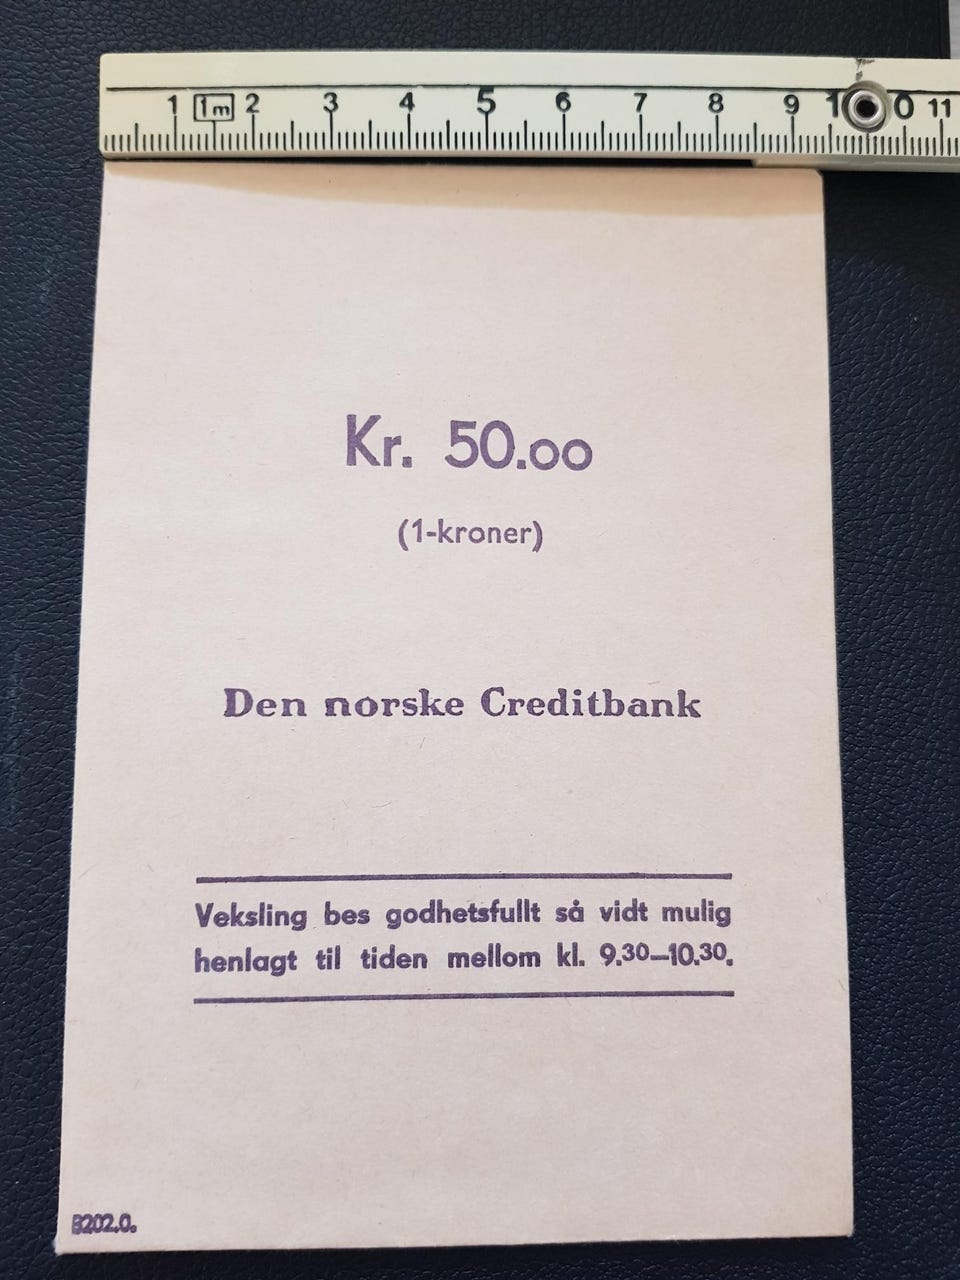 1 1m 2 3 4 5 6 7 8 9 10 0 11
Kr. 50.00
(1-kroner)
Den norske Creditbank
Veksling bes godhetsfullt så vidt mulig
henlagt til tiden mellom kl. 9.30–10.30.
B202.0.